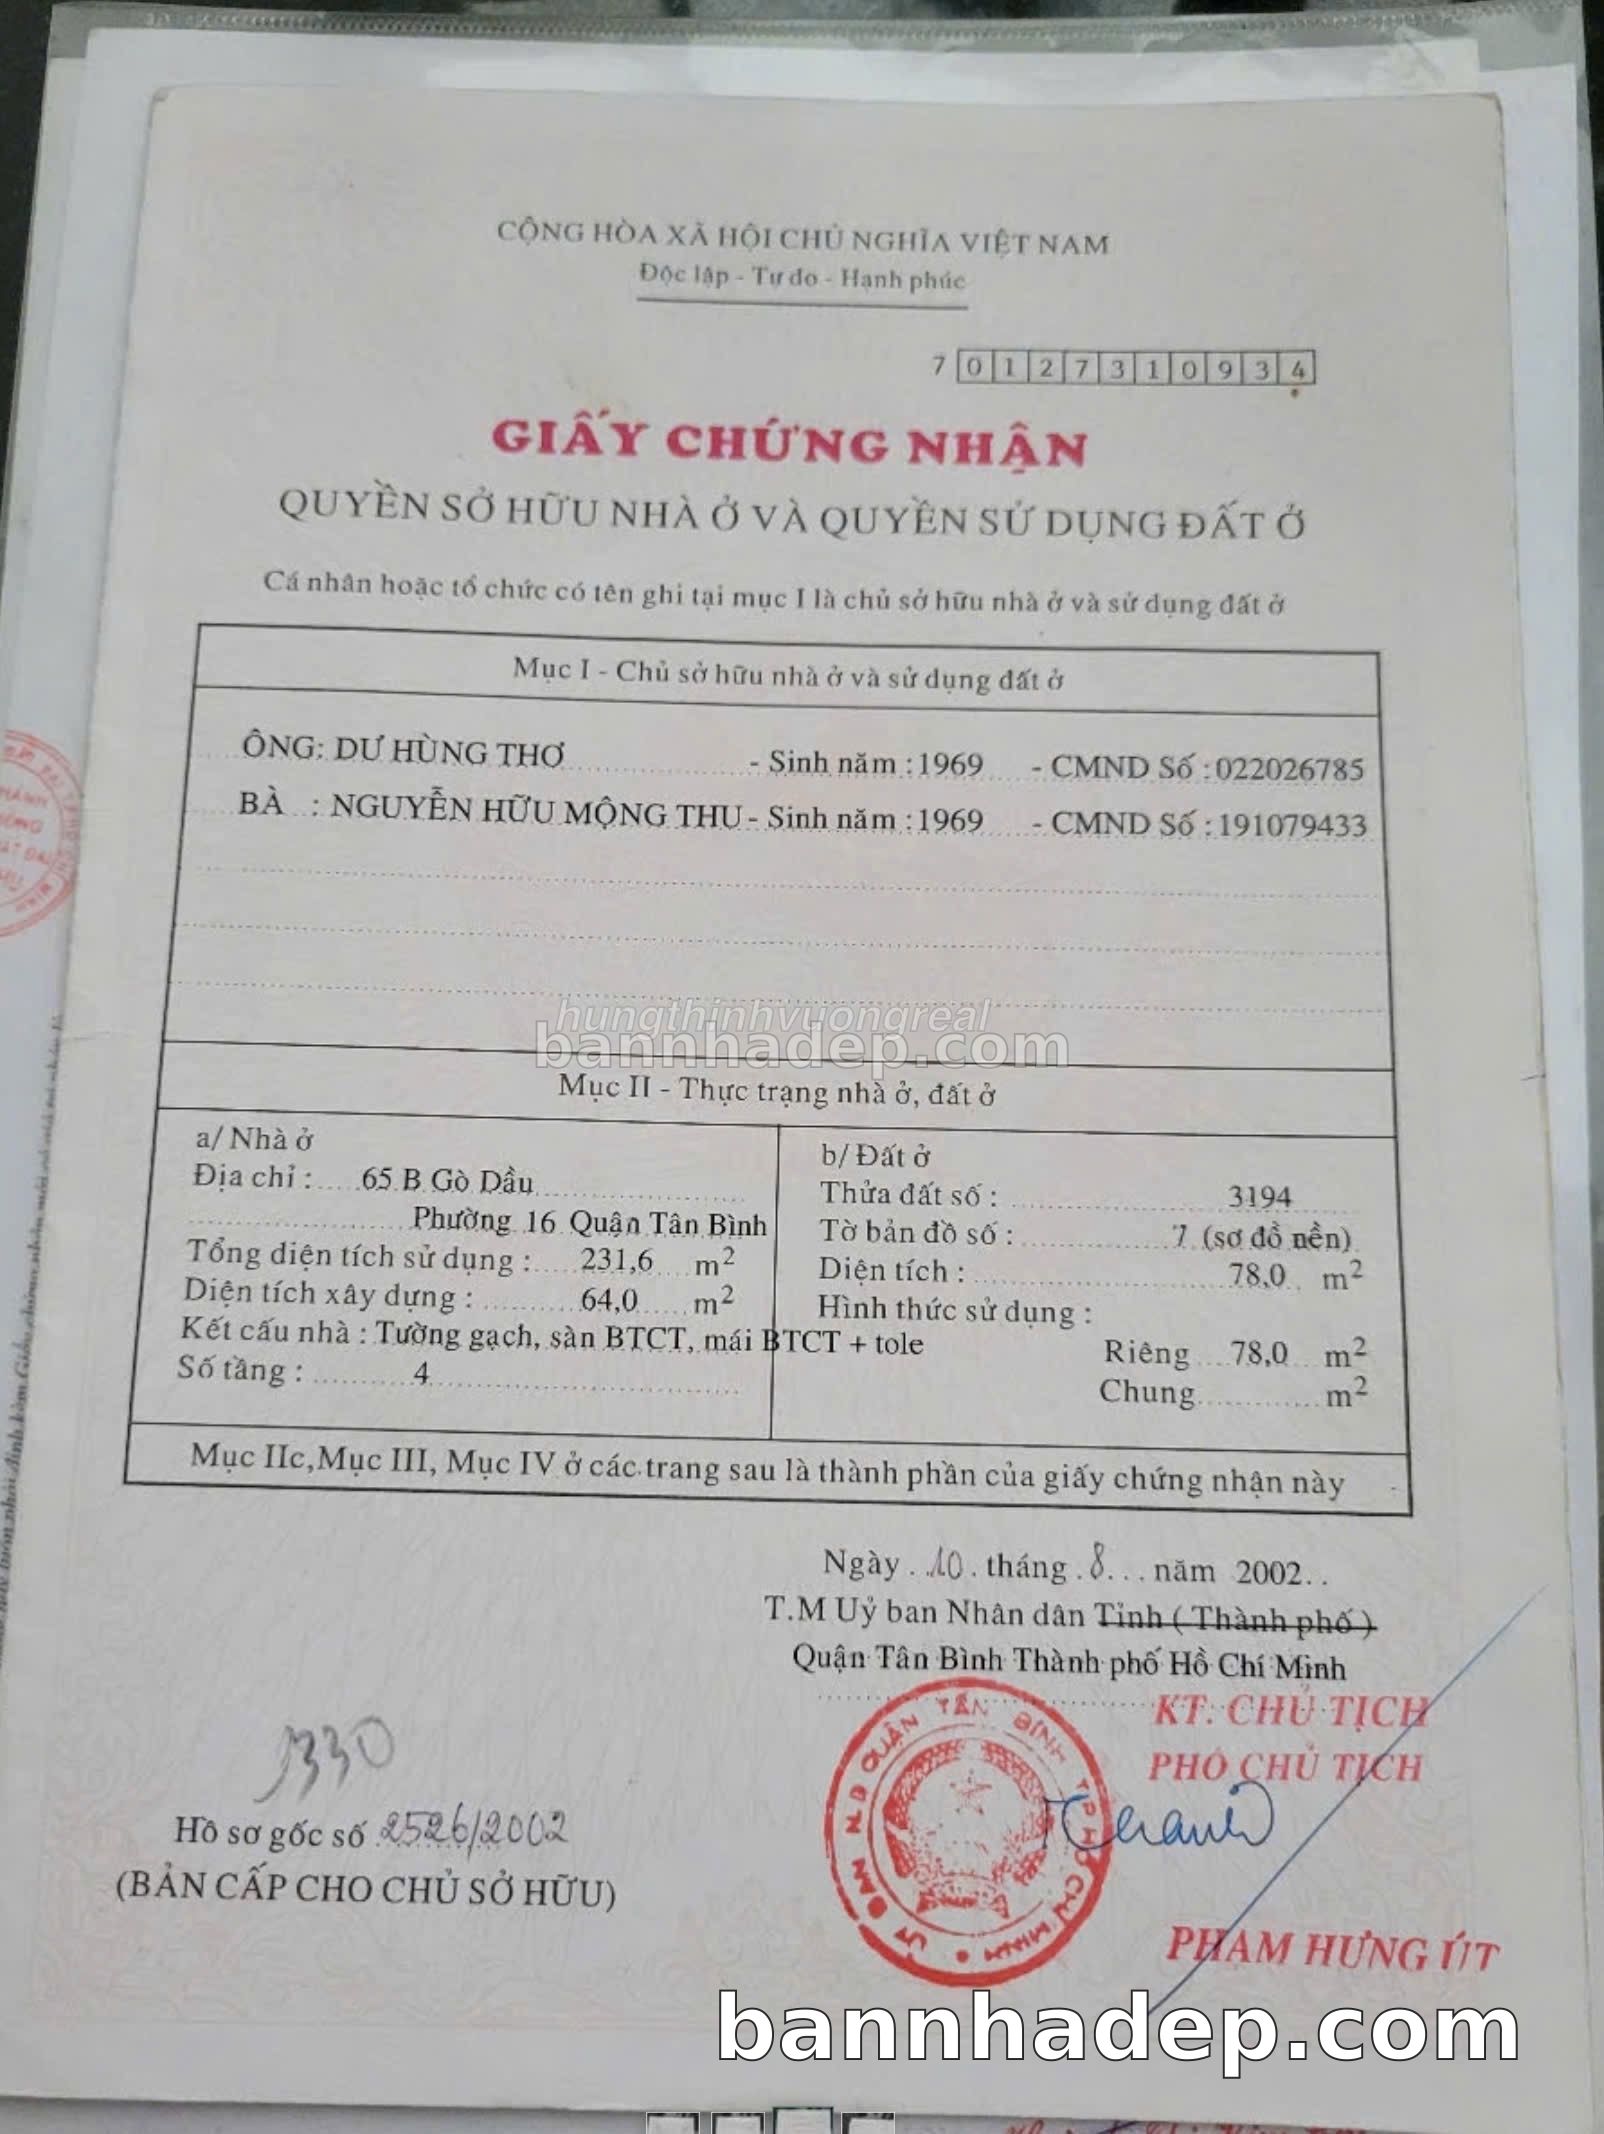 CỘNG HÒA XÃ HỘI CHỦ NGHĨA VIỆT NAM
Độc lập - Tự do - Hạnh phúc
7 0127310934
GIẤY CHỨNG NHẬN
QUYỀN SỞ HỮU NHÀ Ở VÀ QUYỀN SỬ DỤNG ĐẤT Ở
Cá nhân hoặc tổ chức có tên ghi tại mục I là chủ sở hữu nhà ở và sử dụng đất ở
Mục I - Chủ sở hữu nhà ở và sử dụng đất ở
ÔNG: DƯ HÙNG THƠ - Sinh năm : 1969 - CMND Số : 022026785
BÀ : NGUYỄN HỮU MỘNG THU - Sinh năm : 1969 - CMND Số : 191079433
hungthinhvuongreal
bannhadep.com
Mục II - Thực trạng nhà ở, đất ở
a/ Nhà ở
Địa chỉ : 65 B Gò Dầu
Phường 16 Quận Tân Bình
Tổng diện tích sử dụng : 231,6 m2
Diện tích xây dựng : 64,0 m2
Kết cấu nhà : Tường gạch, sàn BTCT, mái BTCT + tole
Số tầng : 4
b/ Đất ở
Thửa đất số : 3194
Tờ bản đồ số : 7 (sơ đồ nền)
Diện tích : 78,0 m2
Hình thức sử dụng :
Riêng 78,0 m2
Chung m2
Mục IIc, Mục III, Mục IV ở các trang sau là thành phần của giấy chứng nhận này
Ngày 10 tháng 8 năm 2002
T.M Uỷ ban Nhân dân Tỉnh ( Thành phố )
Quận Tân Bình Thành phố Hồ Chí Minh
KT. CHỦ TỊCH
PHÓ CHỦ TỊCH
ỦY BAN N.D QUẬN TÂN BÌNH T.P HỒ CHÍ MINH
PHẠM HƯNG ÚT
1330
Hồ sơ gốc số 2526/2002
(BẢN CẤP CHO CHỦ SỞ HỮU)
bannhadep.com